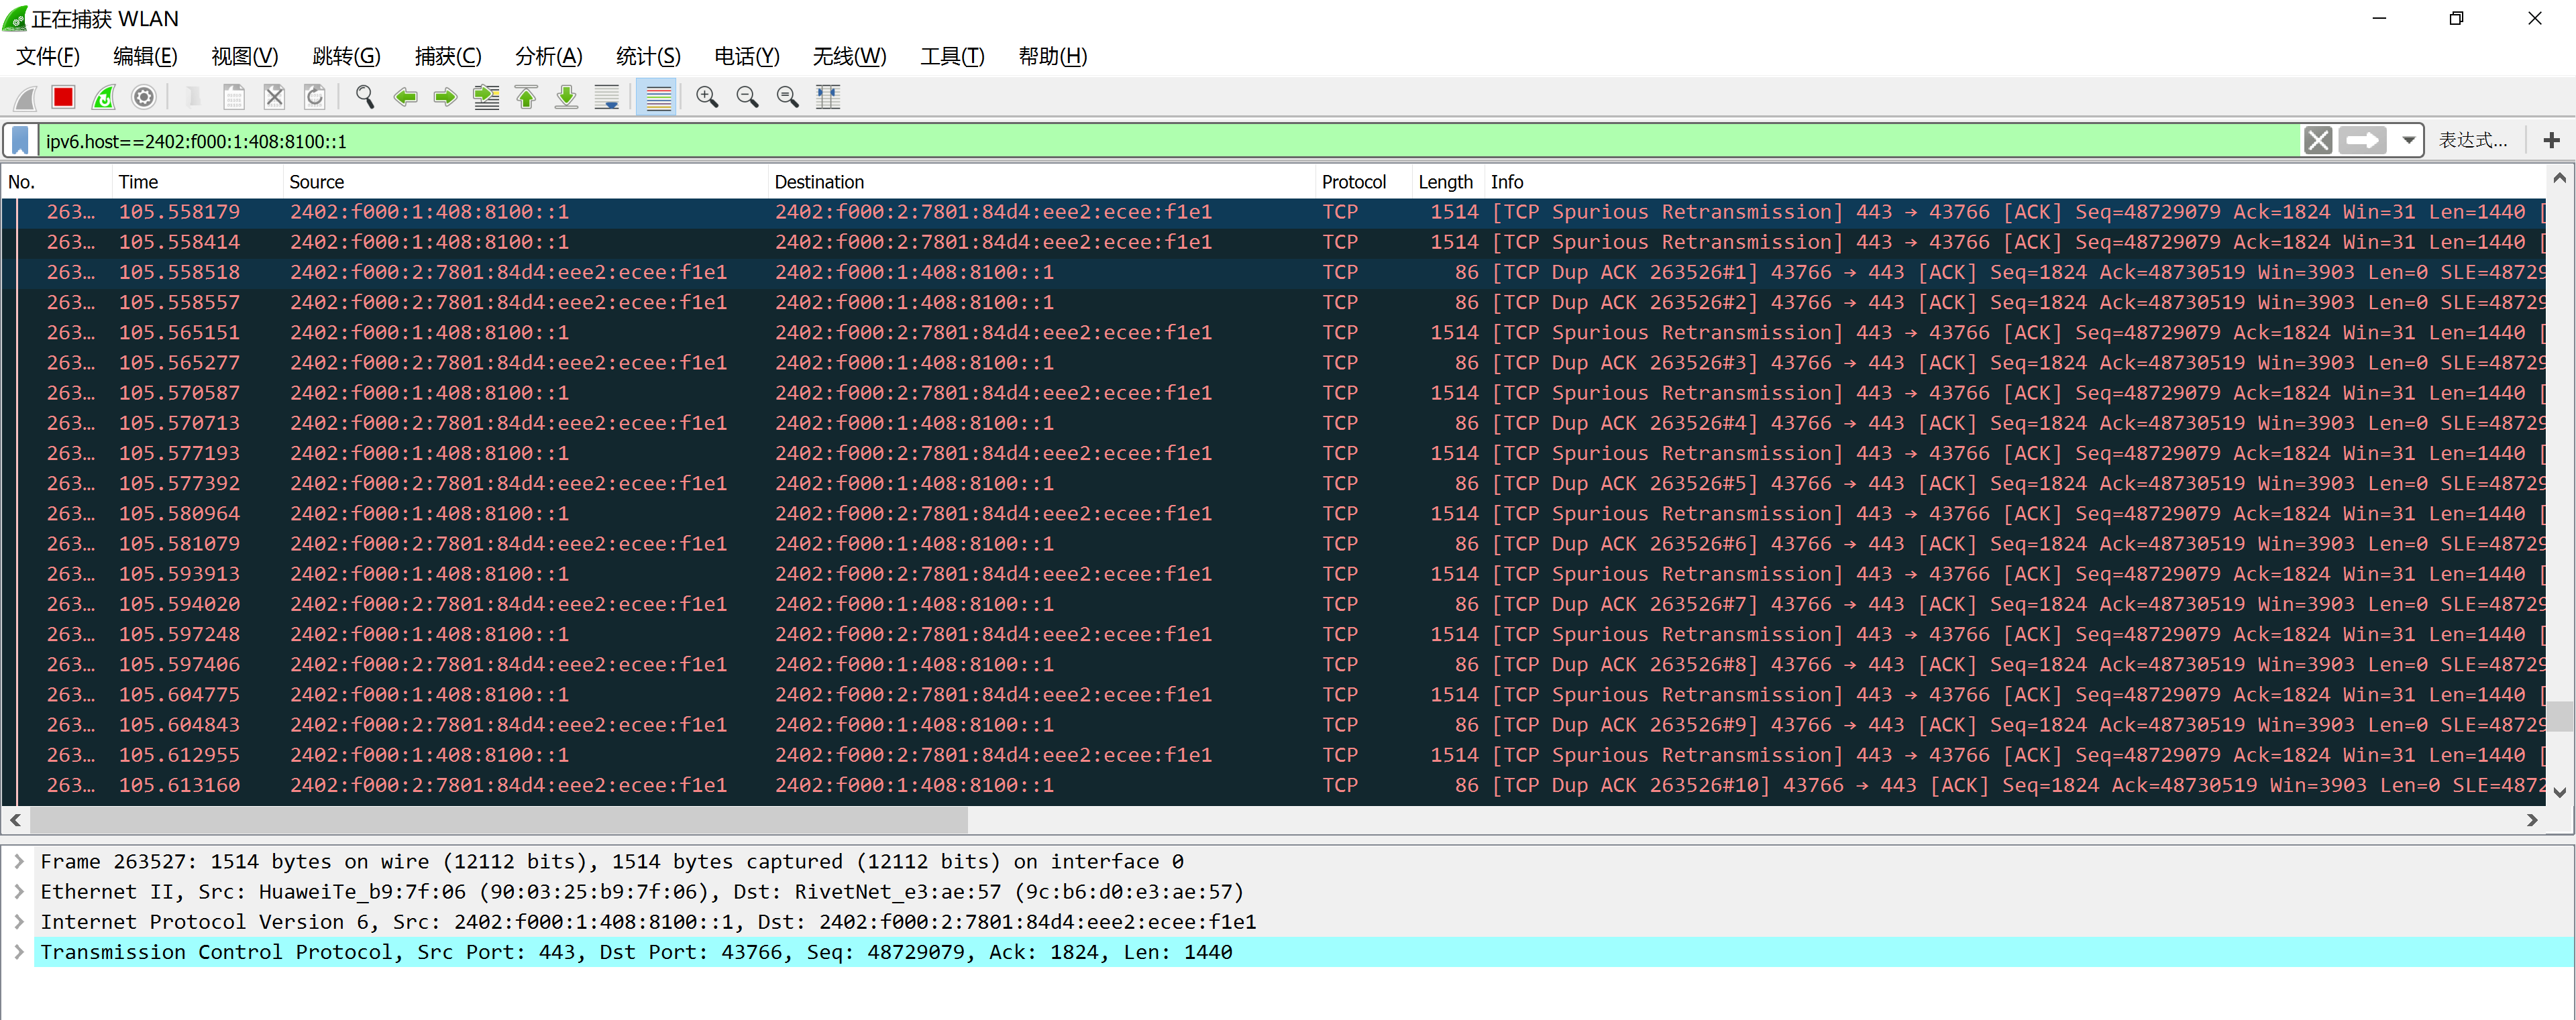 正在捕获 WLAN
文件(F) 编辑(E) 视图(V) 跳转(G) 捕获(C) 分析(A) 统计(S) 电话(Y) 无线(W) 工具(T) 帮助(H)
ipv6.host==2402:f000:1:408:8100::1 表达式… +
No. Time Source Destination Protocol Length Info
263… 105.558179 2402:f000:1:408:8100::1 2402:f000:2:7801:84d4:eee2:ecee:f1e1 TCP 1514 [TCP Spurious Retransmission] 443 → 43766 [ACK] Seq=48729079 Ack=1824 Win=31 Len=1440 [
263… 105.558414 2402:f000:1:408:8100::1 2402:f000:2:7801:84d4:eee2:ecee:f1e1 TCP 1514 [TCP Spurious Retransmission] 443 → 43766 [ACK] Seq=48729079 Ack=1824 Win=31 Len=1440 [
263… 105.558518 2402:f000:2:7801:84d4:eee2:ecee:f1e1 2402:f000:1:408:8100::1 TCP 86 [TCP Dup ACK 263526#1] 43766 → 443 [ACK] Seq=1824 Ack=48730519 Win=3903 Len=0 SLE=48729
263… 105.558557 2402:f000:2:7801:84d4:eee2:ecee:f1e1 2402:f000:1:408:8100::1 TCP 86 [TCP Dup ACK 263526#2] 43766 → 443 [ACK] Seq=1824 Ack=48730519 Win=3903 Len=0 SLE=48729
263… 105.565151 2402:f000:1:408:8100::1 2402:f000:2:7801:84d4:eee2:ecee:f1e1 TCP 1514 [TCP Spurious Retransmission] 443 → 43766 [ACK] Seq=48729079 Ack=1824 Win=31 Len=1440 [
263… 105.565277 2402:f000:2:7801:84d4:eee2:ecee:f1e1 2402:f000:1:408:8100::1 TCP 86 [TCP Dup ACK 263526#3] 43766 → 443 [ACK] Seq=1824 Ack=48730519 Win=3903 Len=0 SLE=48729
263… 105.570587 2402:f000:1:408:8100::1 2402:f000:2:7801:84d4:eee2:ecee:f1e1 TCP 1514 [TCP Spurious Retransmission] 443 → 43766 [ACK] Seq=48729079 Ack=1824 Win=31 Len=1440 [
263… 105.570713 2402:f000:2:7801:84d4:eee2:ecee:f1e1 2402:f000:1:408:8100::1 TCP 86 [TCP Dup ACK 263526#4] 43766 → 443 [ACK] Seq=1824 Ack=48730519 Win=3903 Len=0 SLE=48729
263… 105.577193 2402:f000:1:408:8100::1 2402:f000:2:7801:84d4:eee2:ecee:f1e1 TCP 1514 [TCP Spurious Retransmission] 443 → 43766 [ACK] Seq=48729079 Ack=1824 Win=31 Len=1440 [
263… 105.577392 2402:f000:2:7801:84d4:eee2:ecee:f1e1 2402:f000:1:408:8100::1 TCP 86 [TCP Dup ACK 263526#5] 43766 → 443 [ACK] Seq=1824 Ack=48730519 Win=3903 Len=0 SLE=48729
263… 105.580964 2402:f000:1:408:8100::1 2402:f000:2:7801:84d4:eee2:ecee:f1e1 TCP 1514 [TCP Spurious Retransmission] 443 → 43766 [ACK] Seq=48729079 Ack=1824 Win=31 Len=1440 [
263… 105.581079 2402:f000:2:7801:84d4:eee2:ecee:f1e1 2402:f000:1:408:8100::1 TCP 86 [TCP Dup ACK 263526#6] 43766 → 443 [ACK] Seq=1824 Ack=48730519 Win=3903 Len=0 SLE=48729
263… 105.593913 2402:f000:1:408:8100::1 2402:f000:2:7801:84d4:eee2:ecee:f1e1 TCP 1514 [TCP Spurious Retransmission] 443 → 43766 [ACK] Seq=48729079 Ack=1824 Win=31 Len=1440 [
263… 105.594020 2402:f000:2:7801:84d4:eee2:ecee:f1e1 2402:f000:1:408:8100::1 TCP 86 [TCP Dup ACK 263526#7] 43766 → 443 [ACK] Seq=1824 Ack=48730519 Win=3903 Len=0 SLE=48729
263… 105.597248 2402:f000:1:408:8100::1 2402:f000:2:7801:84d4:eee2:ecee:f1e1 TCP 1514 [TCP Spurious Retransmission] 443 → 43766 [ACK] Seq=48729079 Ack=1824 Win=31 Len=1440 [
263… 105.597406 2402:f000:2:7801:84d4:eee2:ecee:f1e1 2402:f000:1:408:8100::1 TCP 86 [TCP Dup ACK 263526#8] 43766 → 443 [ACK] Seq=1824 Ack=48730519 Win=3903 Len=0 SLE=48729
263… 105.604775 2402:f000:1:408:8100::1 2402:f000:2:7801:84d4:eee2:ecee:f1e1 TCP 1514 [TCP Spurious Retransmission] 443 → 43766 [ACK] Seq=48729079 Ack=1824 Win=31 Len=1440 [
263… 105.604843 2402:f000:2:7801:84d4:eee2:ecee:f1e1 2402:f000:1:408:8100::1 TCP 86 [TCP Dup ACK 263526#9] 43766 → 443 [ACK] Seq=1824 Ack=48730519 Win=3903 Len=0 SLE=48729
263… 105.612955 2402:f000:1:408:8100::1 2402:f000:2:7801:84d4:eee2:ecee:f1e1 TCP 1514 [TCP Spurious Retransmission] 443 → 43766 [ACK] Seq=48729079 Ack=1824 Win=31 Len=1440 [
263… 105.613160 2402:f000:2:7801:84d4:eee2:ecee:f1e1 2402:f000:1:408:8100::1 TCP 86 [TCP Dup ACK 263526#10] 43766 → 443 [ACK] Seq=1824 Ack=48730519 Win=3903 Len=0 SLE=4872
Frame 263527: 1514 bytes on wire (12112 bits), 1514 bytes captured (12112 bits) on interface 0
Ethernet II, Src: HuaweiTe_b9:7f:06 (90:03:25:b9:7f:06), Dst: RivetNet_e3:ae:57 (9c:b6:d0:e3:ae:57)
Internet Protocol Version 6, Src: 2402:f000:1:408:8100::1, Dst: 2402:f000:2:7801:84d4:eee2:ecee:f1e1
Transmission Control Protocol, Src Port: 443, Dst Port: 43766, Seq: 48729079, Ack: 1824, Len: 1440